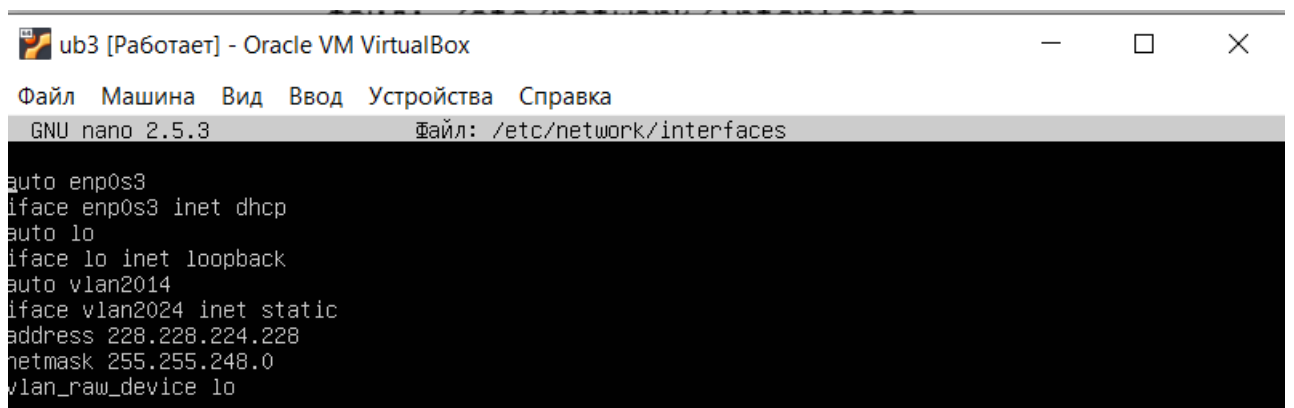 ub3 [Работает] - Oracle VM VirtualBox
Файл Машина Вид Ввод Устройства Справка
GNU nano 2.5.3 Файл: /etc/network/interfaces
auto enp0s3
iface enp0s3 inet dhcp
auto lo
iface lo inet loopback
auto vlan2014
iface vlan2024 inet static
address 228.228.224.228
netmask 255.255.248.0
vlan_raw_device lo